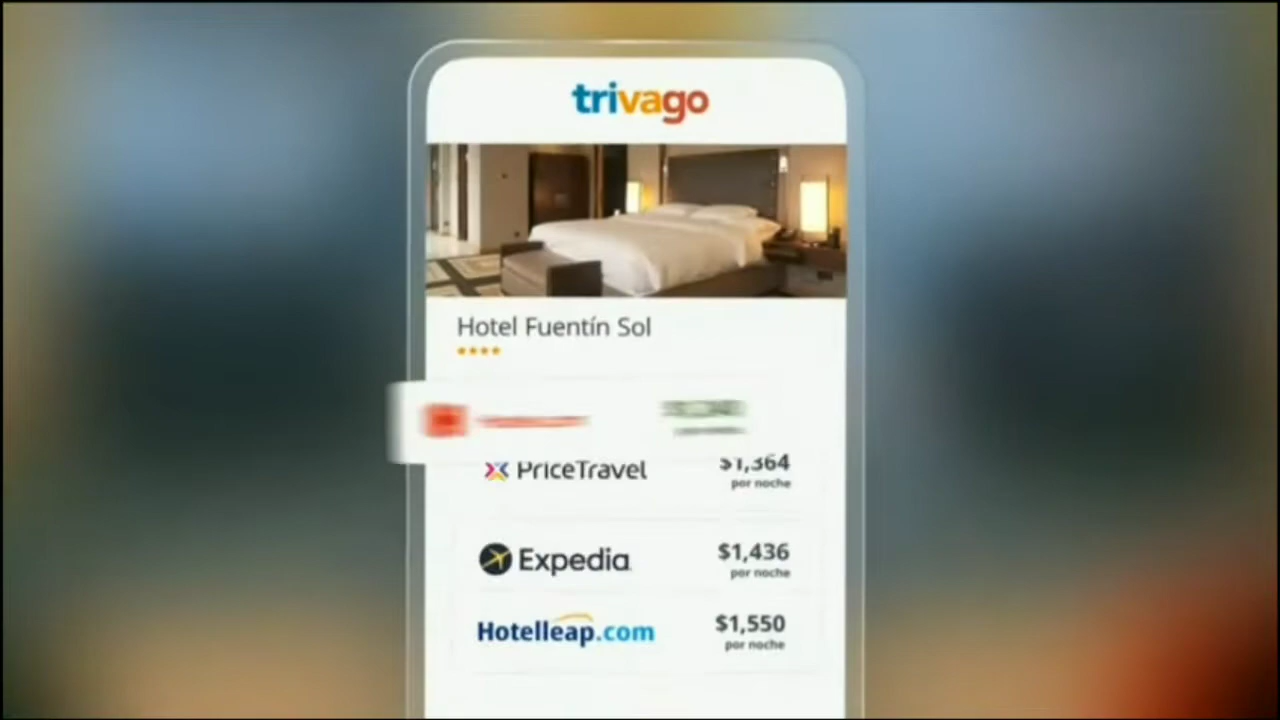 trivago
Hotel Fuentín Sol
PriceTravel $1,364
por noche
Expedia $1,436
por noche
Hotelleap.com $1,550
por noche